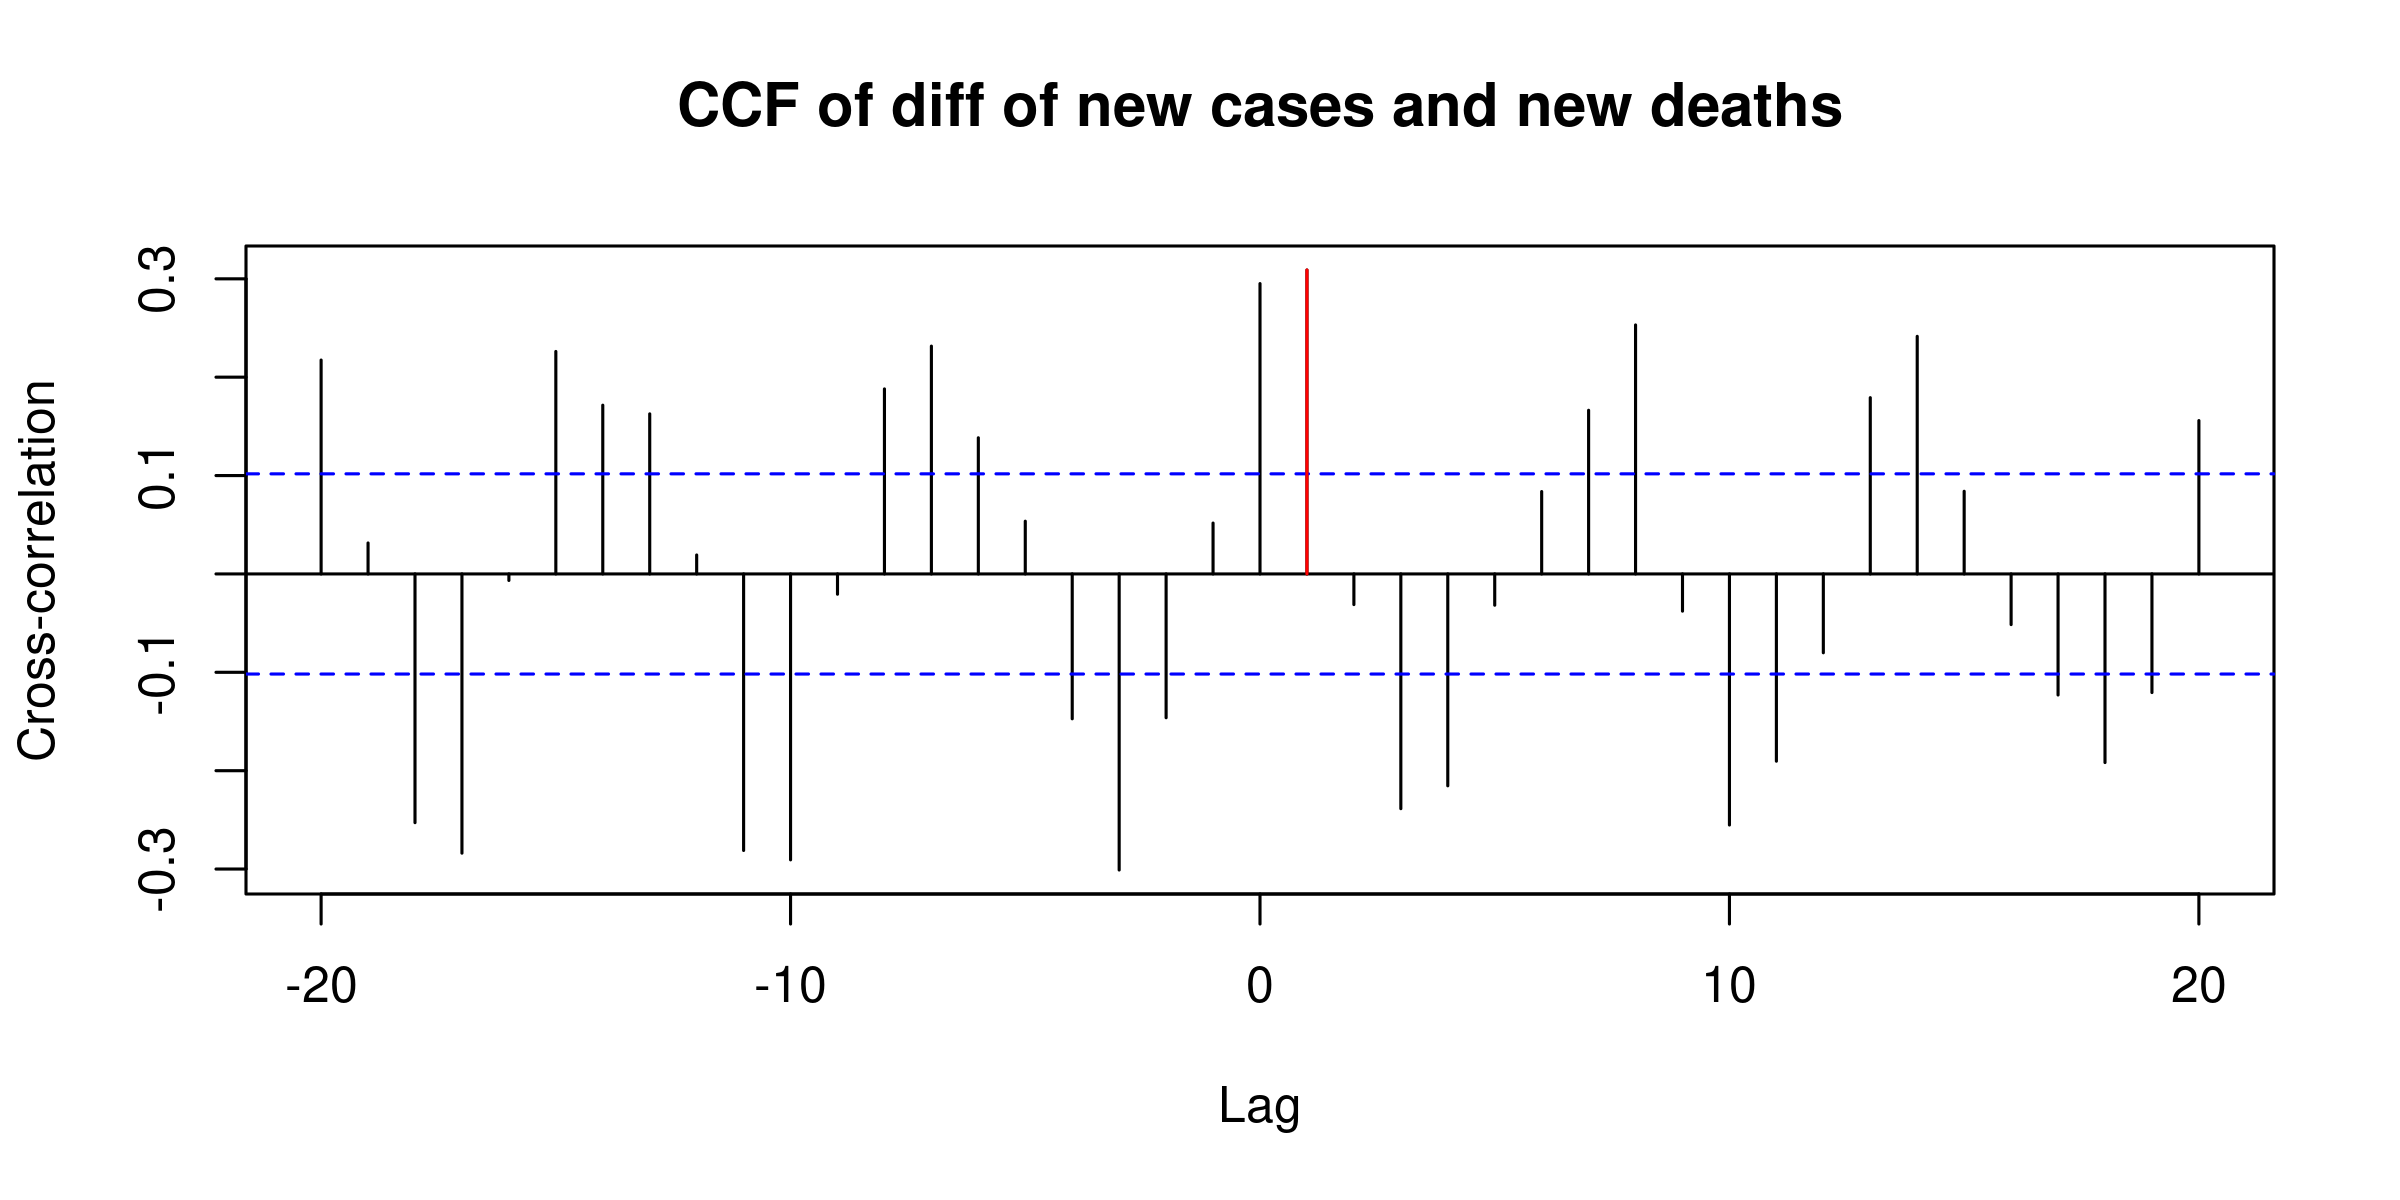 CCF of diff of new cases and new deaths
Cross-correlation
0.3
0.1
-0.1
-0.3
-20 -10 0 10 20
Lag